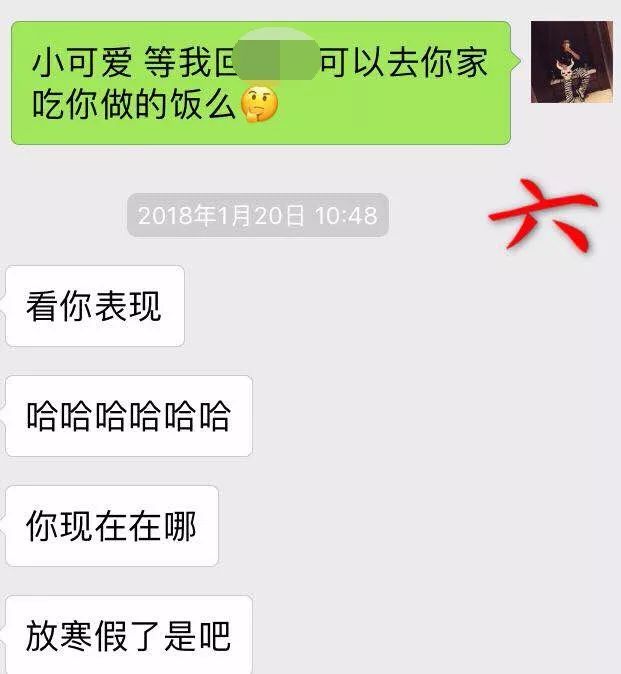 小可爱 等我回 可以去你家
吃你做的饭么🤔
2018年1月20日 10:48
六
看你表现
哈哈哈哈哈哈
你现在在哪
放寒假了是吧